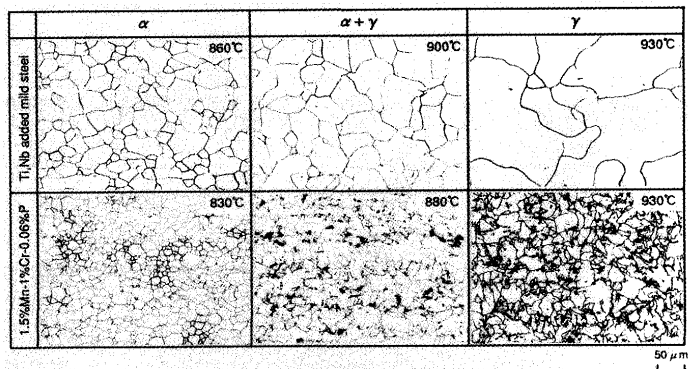 α α + γ γ
Ti,Nb added mild steel
860℃ 900℃ 930℃
1.5%Mn-1%Cr-0.06%P
830℃ 880℃ 930℃
50 μm